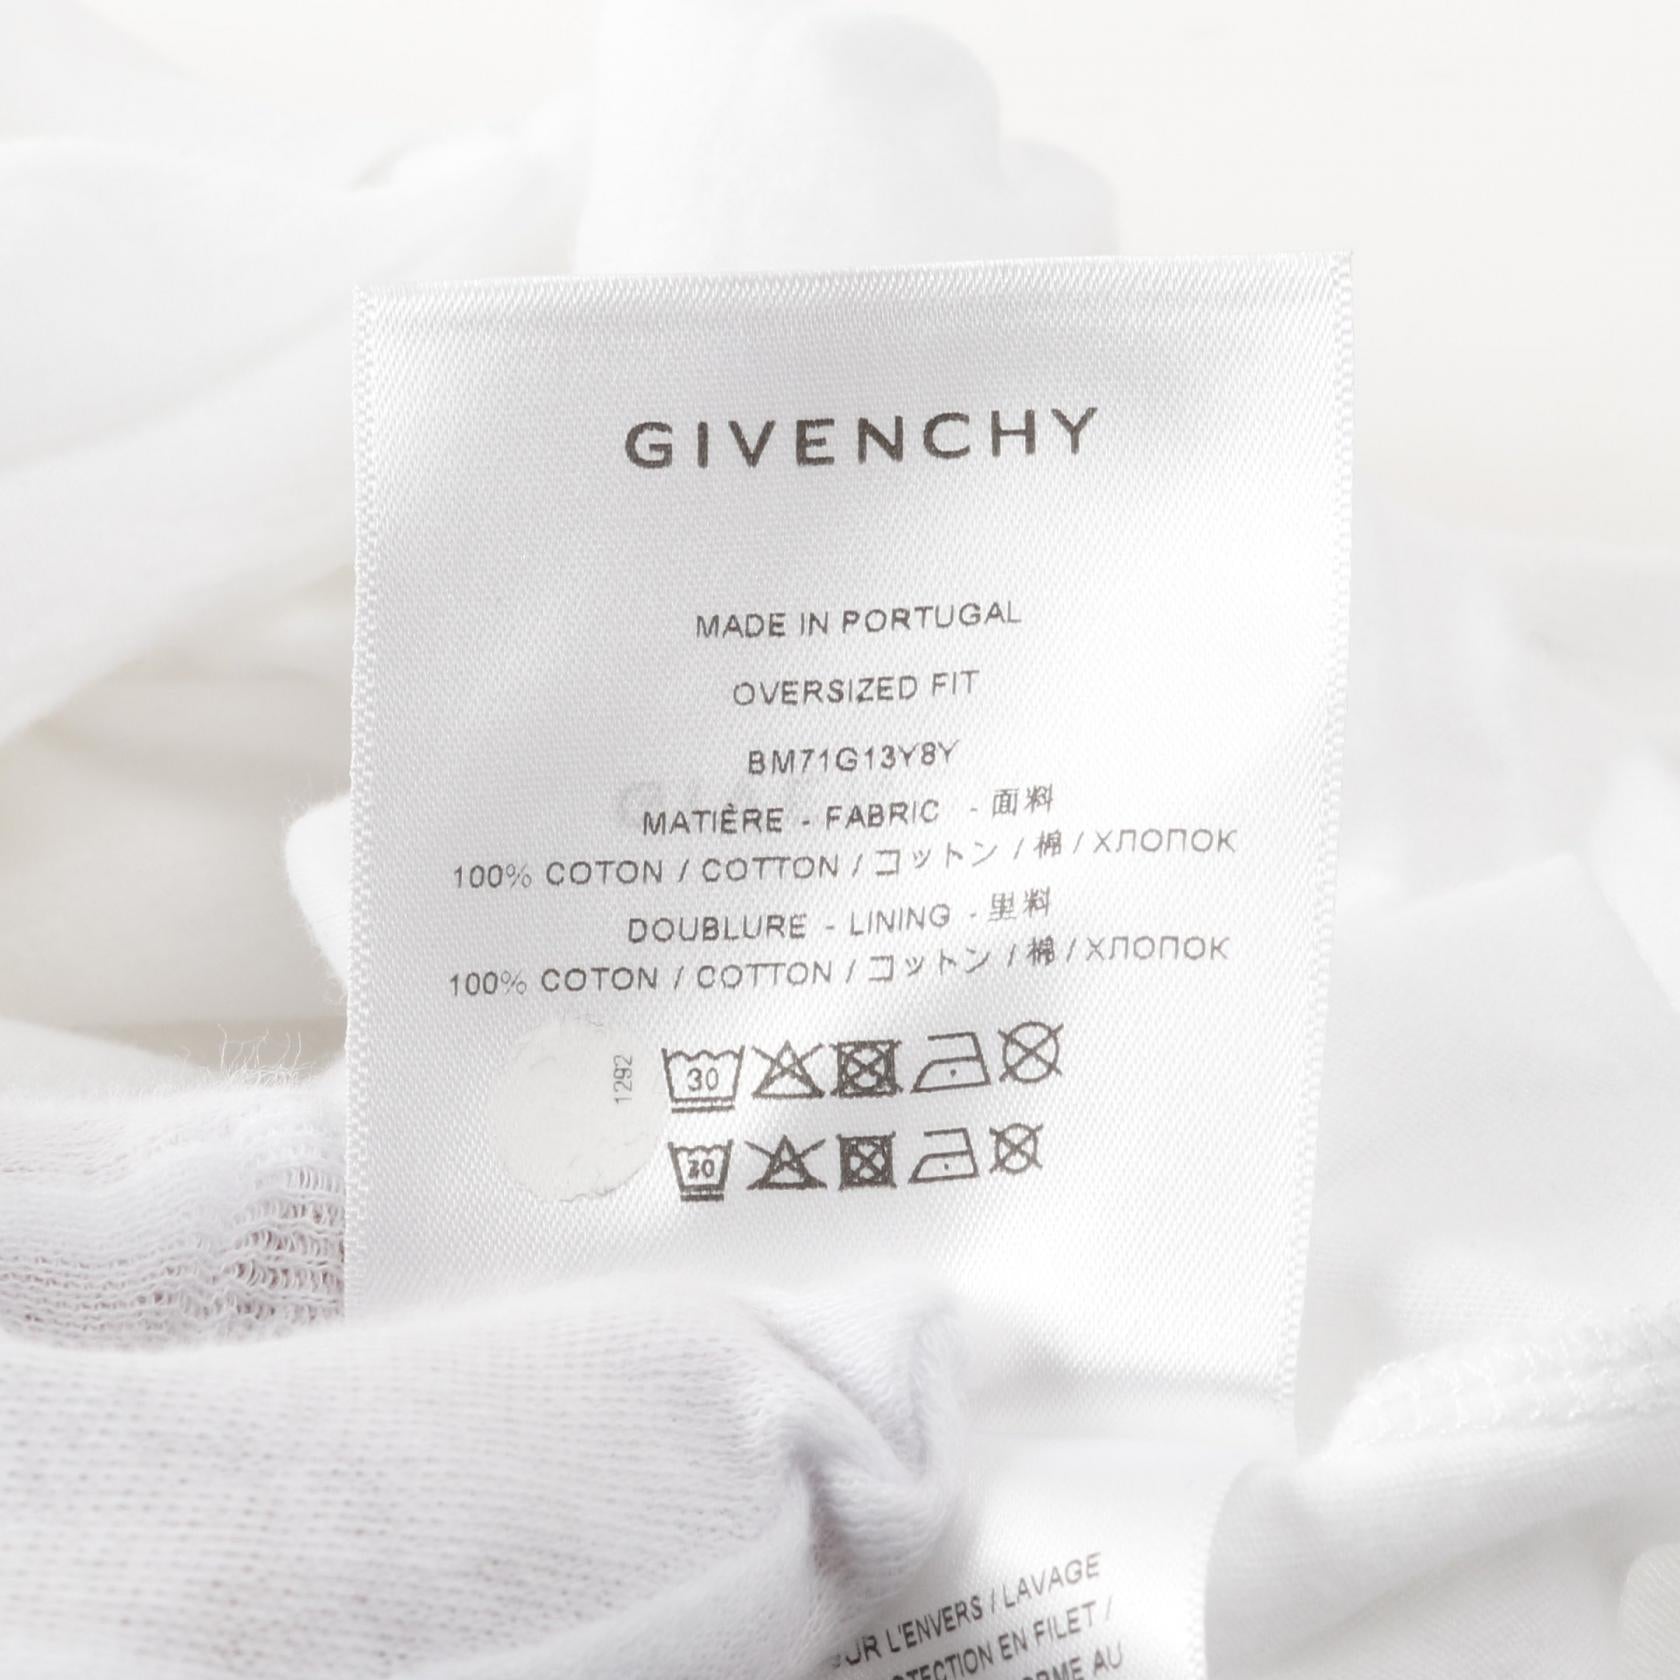 GIVENCHY
MADE IN PORTUGAL
OVERSIZED FIT
BM71G13Y8Y
MATIÈRE - FABRIC - 面料
100% COTON / COTTON / コットン / 棉 / ХЛОПОК
DOUBLURE - LINING - 里料
100% COTON / COTTON / コットン / 棉 / ХЛОПОК
1292
30
30
L'ENVERS / LAVAGE
EN FILET /
AU